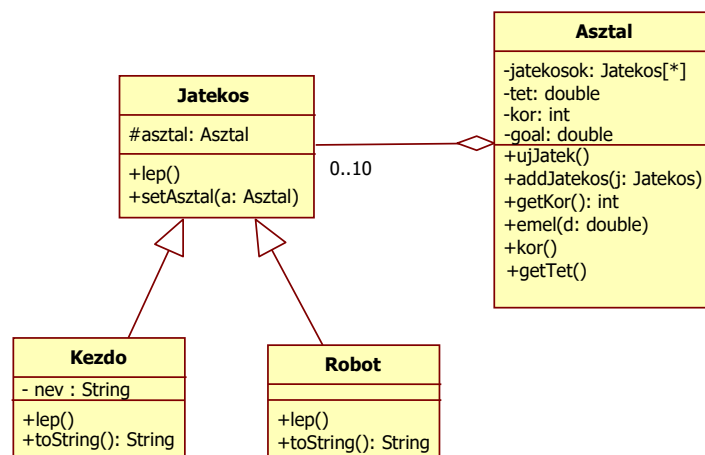 Asztal
-jatekosok: Jatekos[*]
-tet: double
-kor: int
-goal: double
+ujJatek()
+addJatekos(j: Jatekos)
+getKor(): int
+emel(d: double)
+kor()
+getTet()
Jatekos
#asztal: Asztal
+lep()
+setAsztal(a: Asztal)
0..10
Kezdo
- nev : String
+lep()
+toString(): String
Robot
+lep()
+toString(): String